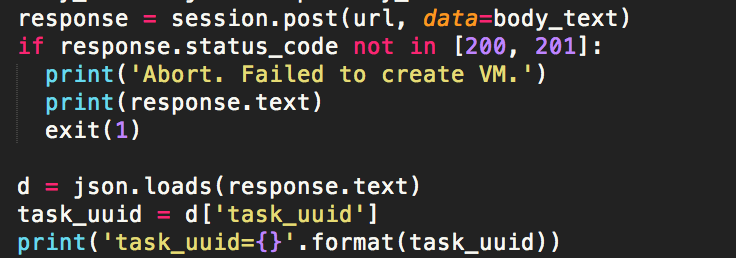 response = session.post(url, data=body_text)
if response.status_code not in [200, 201]:
  print('Abort. Failed to create VM.')
  print(response.text)
  exit(1)

d = json.loads(response.text)
task_uuid = d['task_uuid']
print('task_uuid={}'.format(task_uuid))